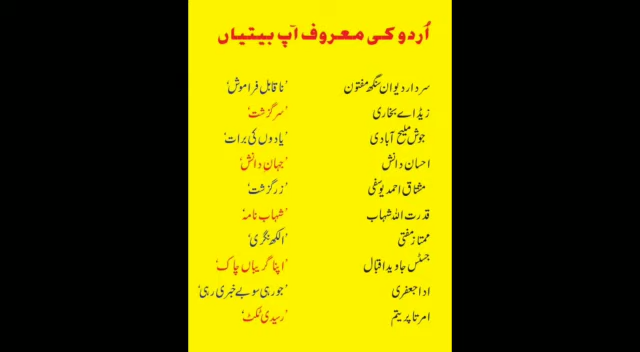 اُردو کی معروف آپ بیتیاں
سردار دیوان سنگھ مفتون 'ناقابل فراموش'
زیڈ اے بخاری 'سرگزشت'
جوش ملیح آبادی 'یادوں کی برات'
احسان دانش 'جہانِ دانش'
مشتاق احمد یوسفی 'زرگزشت'
قدرت اللہ شہاب 'شہاب نامہ'
ممتاز مفتی 'الکھ نگری'
جسٹس جاوید اقبال 'اپنا گریباں چاک'
ادا جعفری 'جو رہی سو بے خبری رہی'
امرتا پریتم 'رسیدی ٹکٹ'